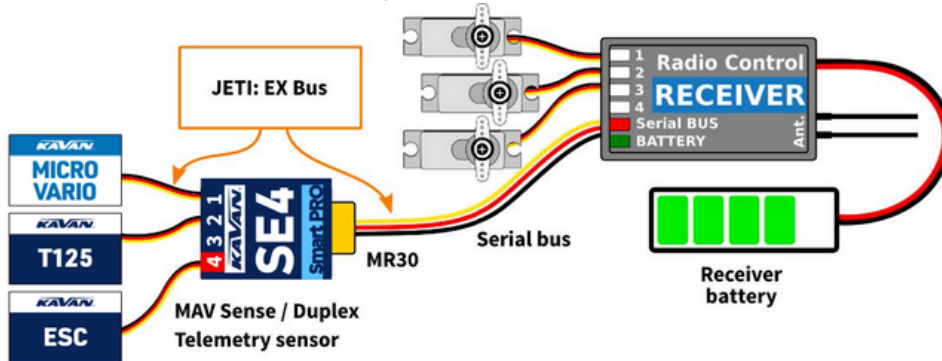 JETI: EX Bus
1
2
3
4
Radio Control
RECEIVER
Serial BUS
BATTERY
Ant.
KAVAN
MICRO
VARIO
KAVAN
T125
KAVAN
ESC
1
2
3
4
KAVAN
SE4
Smart PRO
MR30
Serial bus
MAV Sense / Duplex
Telemetry sensor
Receiver
battery